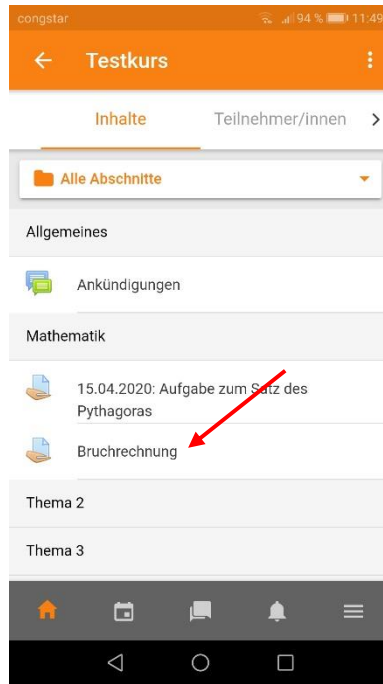 congstar 94 % 11:49
Testkurs
Inhalte Teilnehmer/innen
Alle Abschnitte
Allgemeines
Ankündigungen
Mathematik
15.04.2020: Aufgabe zum Satz des
Pythagoras
Bruchrechnung
Thema 2
Thema 3